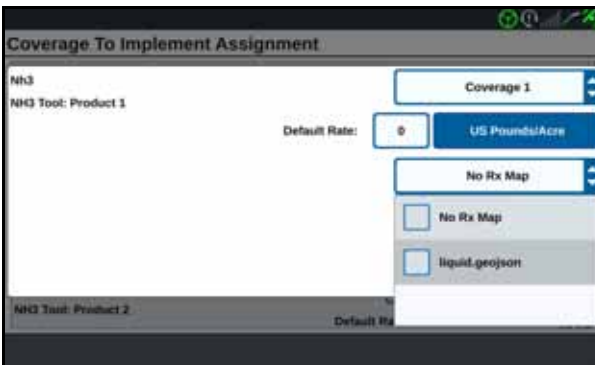 Coverage To Implement Assignment
Nh3
Coverage 1
NH3 Tool: Product 1
Default Rate:
0
US Pounds/Acre
No Rx Map
No Rx Map
liquid.geojson
NH3 Tool: Product 2
Default